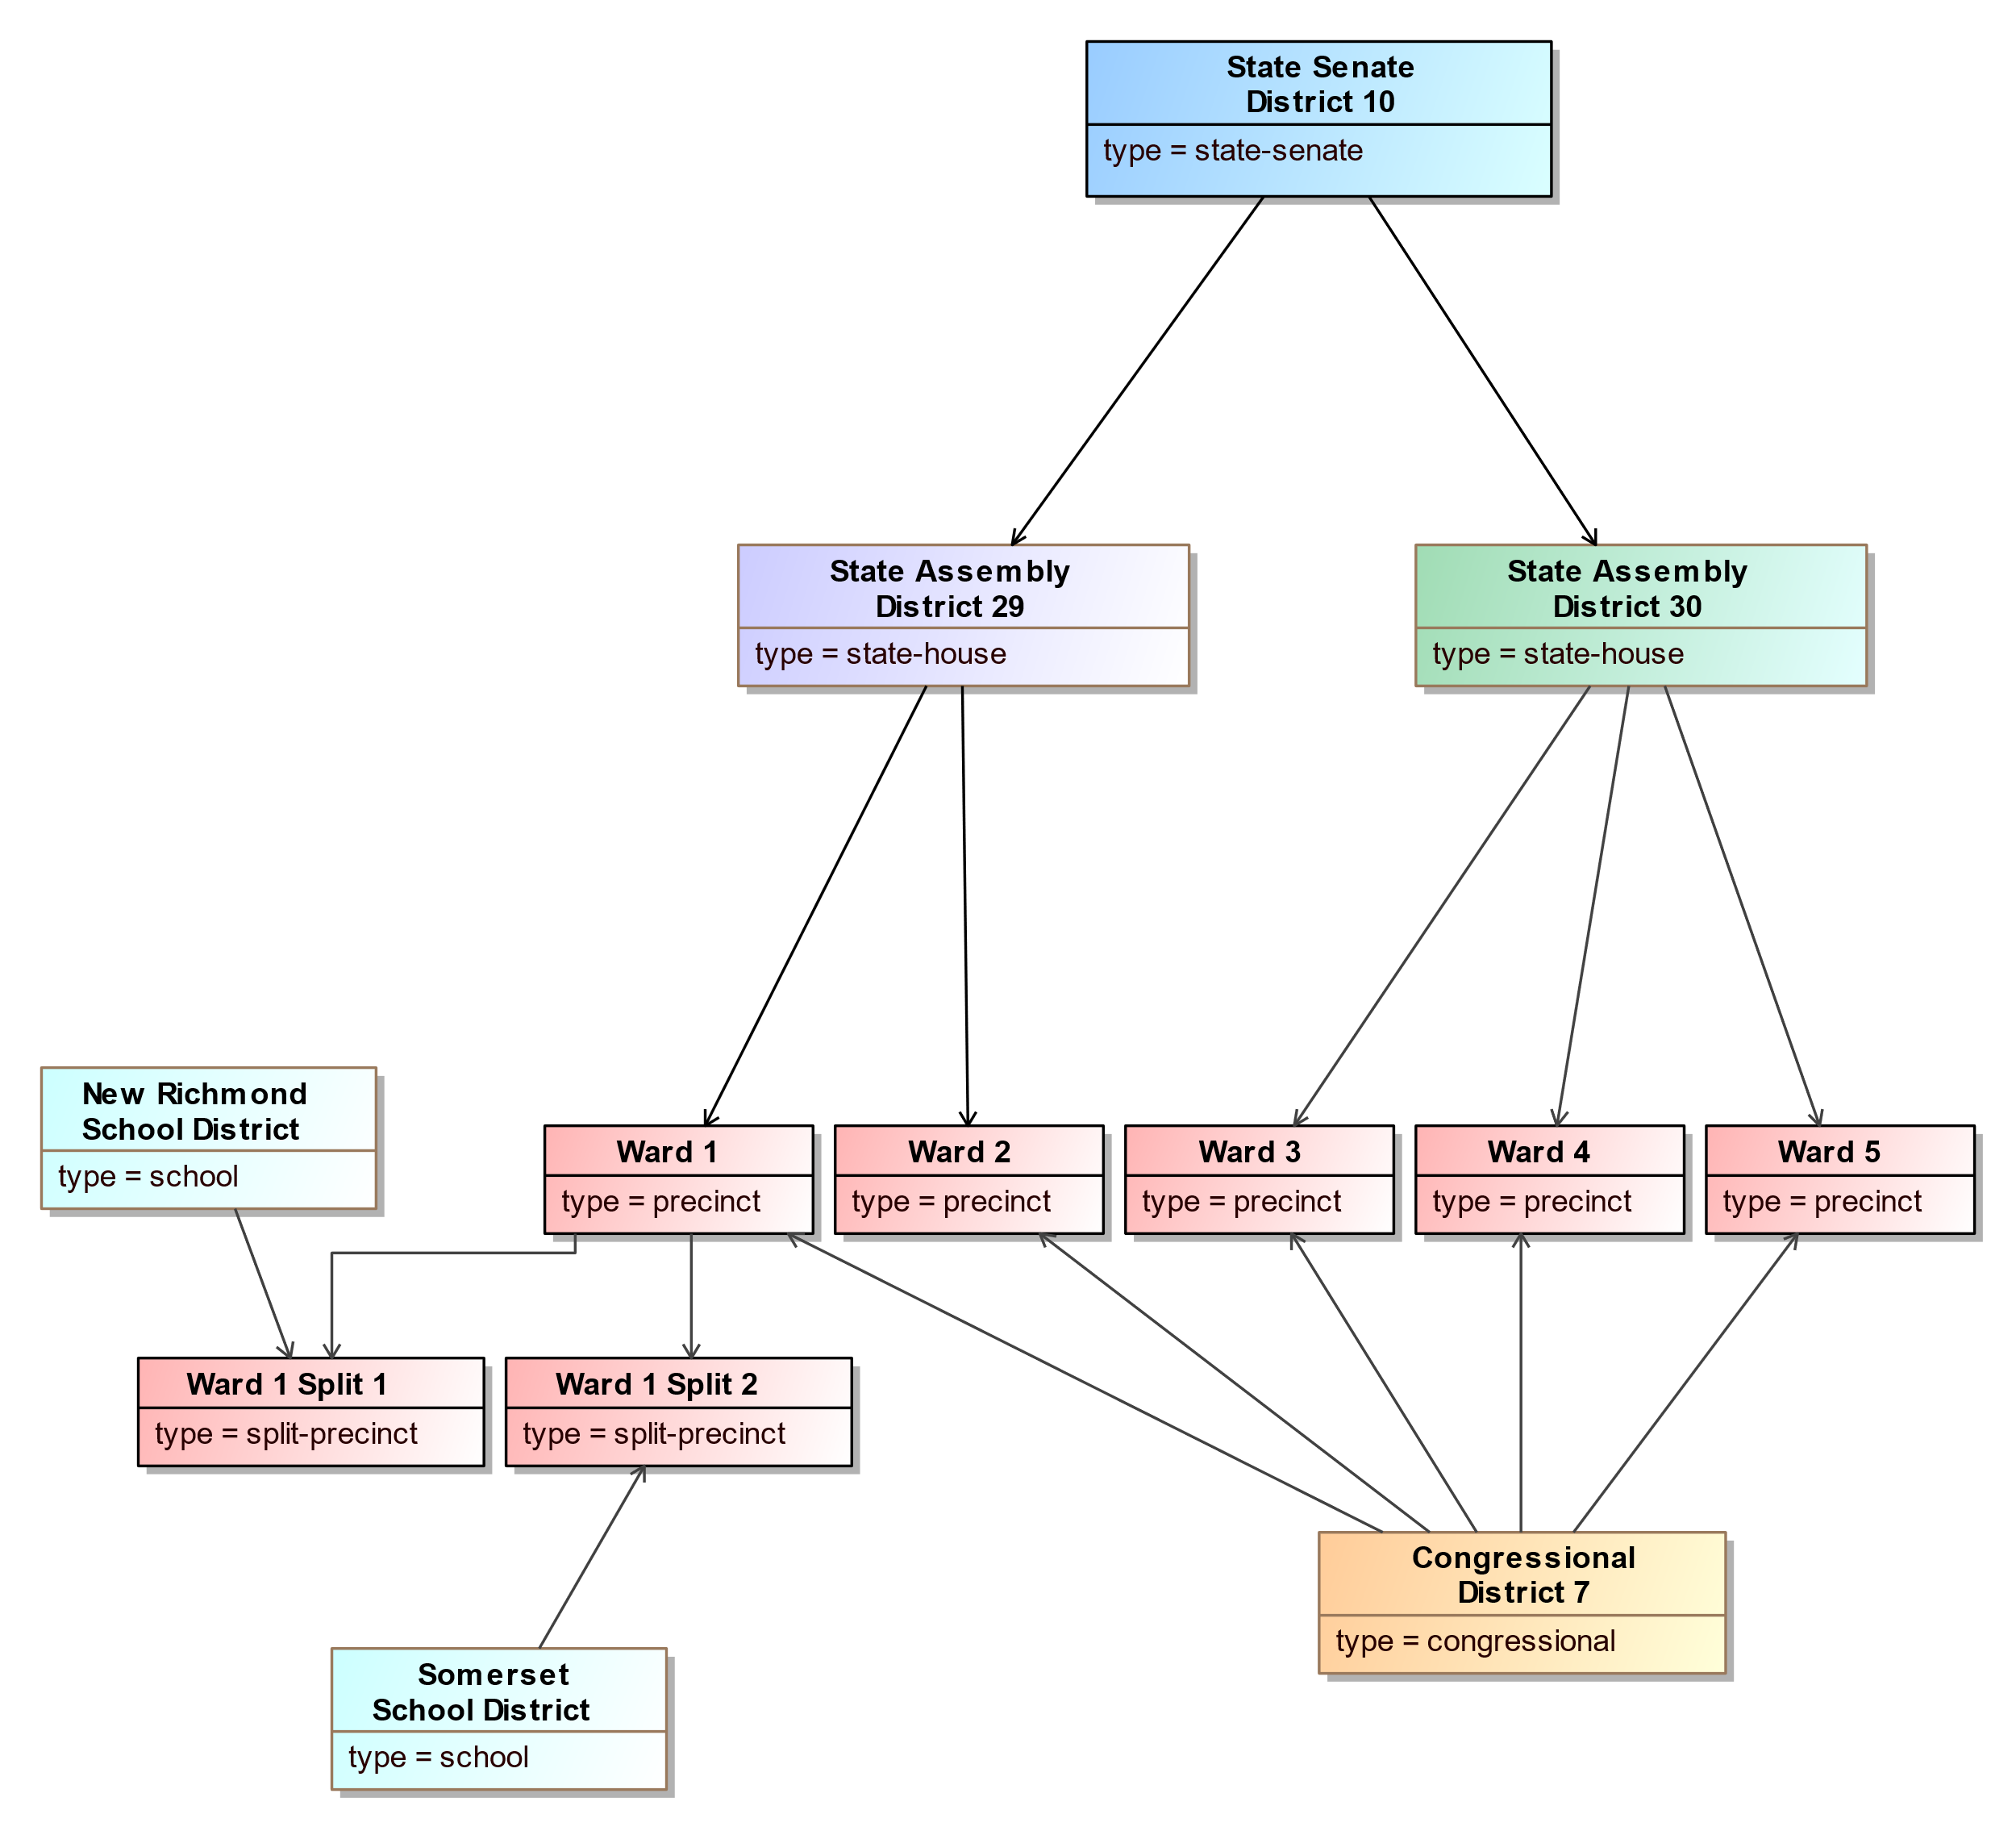 State Senate
District 10
type = state-senate
State Assembly
District 29
type = state-house
State Assembly
District 30
type = state-house
New Richmond
School District
type = school
Ward 1
type = precinct
Ward 2
type = precinct
Ward 3
type = precinct
Ward 4
type = precinct
Ward 5
type = precinct
Ward 1 Split 1
type = split-precinct
Ward 1 Split 2
type = split-precinct
Congressional
District 7
type = congressional
Somerset
School District
type = school